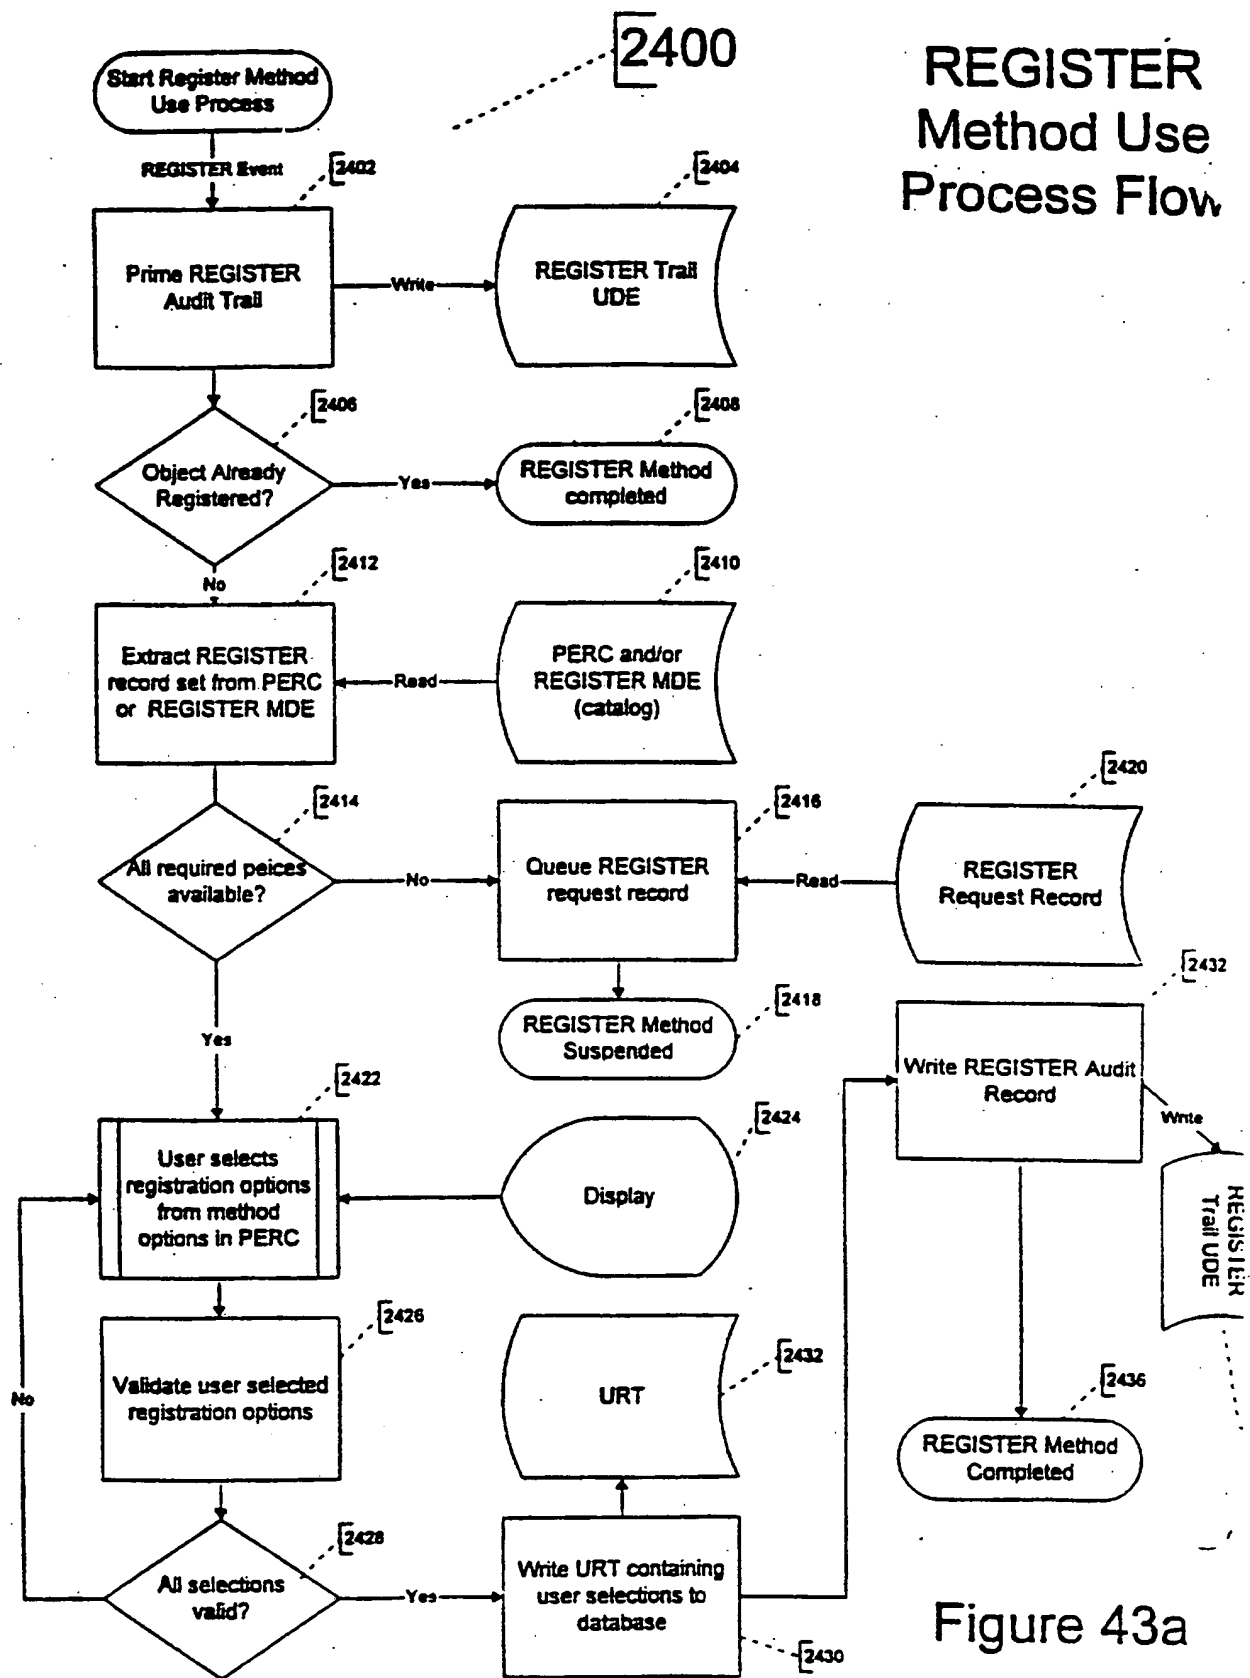 2400
REGISTER
Method Use
Process Flow
Start Register Method
Use Process
REGISTER Event
2402
2404
Prime REGISTER
Audit Trail
Write
REGISTER Trail
UDE
2406
2408
Object Already
Registered?
Yes
REGISTER Method
completed
No
2412
2410
Extract REGISTER
record set from PERC
or REGISTER MDE
Read
PERC and/or
REGISTER MDE
(catalog)
2414
2416
2420
All required peices
available?
No
Queue REGISTER
request record
Read
REGISTER
Request Record
Yes
2418
REGISTER Method
Suspended
2432
Write REGISTER Audit
Record
Write
REGISTER
Trail UDE
2422
2424
User selects
registration options
from method
options in PERC
Display
2426
2432
Validate user selected
registration options
URT
No
2436
REGISTER Method
Completed
2428
All selections
valid?
Yes
Write URT containing
user selections to
database
2430
Figure 43a